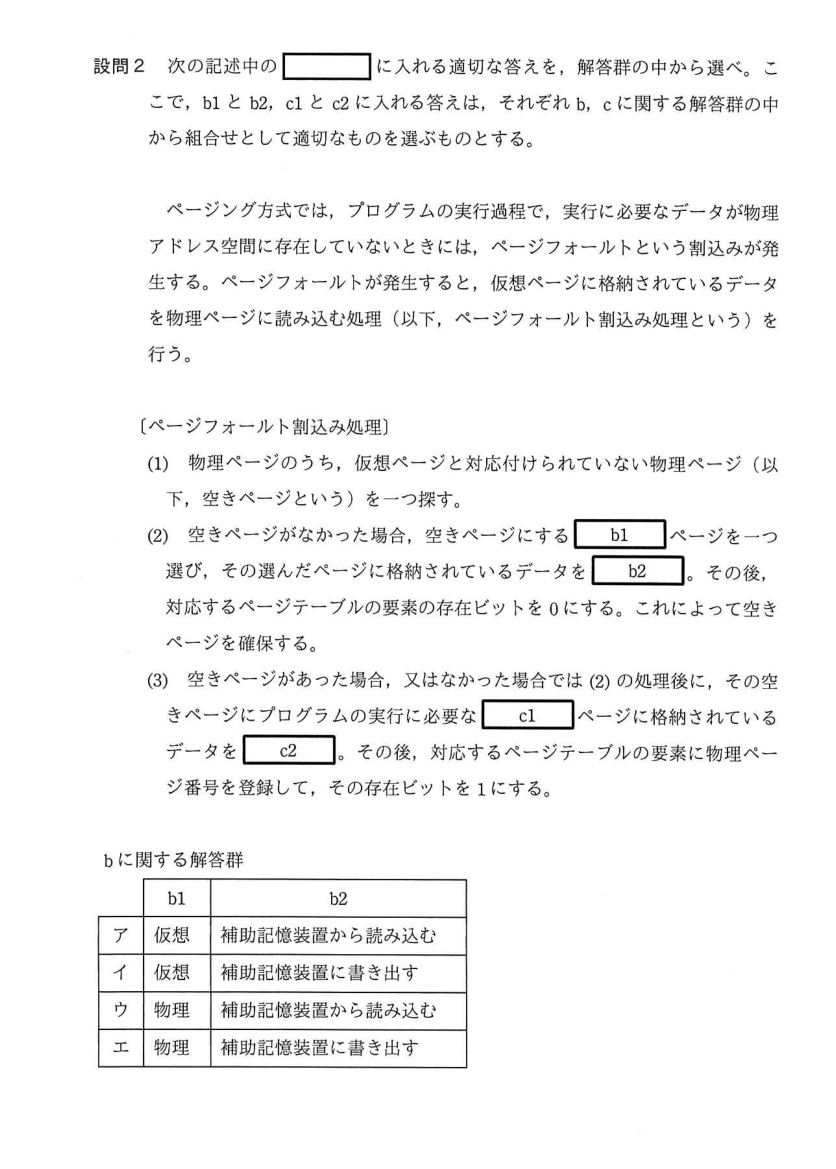 設問2 次の記述中の に入れる適切な答えを，解答群の中から選べ。こ
こで，b1 と b2，c1 と c2 に入れる答えは，それぞれ b，c に関する解答群の中
から組合せとして適切なものを選ぶものとする。
ページング方式では，プログラムの実行過程で，実行に必要なデータが物理
アドレス空間に存在していないときには，ページフォールトという割込みが発
生する。ページフォールトが発生すると，仮想ページに格納されているデータ
を物理ページに読み込む処理（以下，ページフォールト割込み処理という）を
行う。
〔ページフォールト割込み処理〕
(1) 物理ページのうち，仮想ページと対応付けられていない物理ページ（以
下，空きページという）を一つ探す。
(2) 空きページがなかった場合，空きページにする b1 ページを一つ
選び，その選んだページに格納されているデータを b2 。その後，
対応するページテーブルの要素の存在ビットを 0 にする。これによって空き
ページを確保する。
(3) 空きページがあった場合，又はなかった場合では (2) の処理後に，その空
きページにプログラムの実行に必要な c1 ページに格納されている
データを c2 。その後，対応するページテーブルの要素に物理ペー
ジ番号を登録して，その存在ビットを 1 にする。
b に関する解答群
b1 b2
ア 仮想 補助記憶装置から読み込む
イ 仮想 補助記憶装置に書き出す
ウ 物理 補助記憶装置から読み込む
エ 物理 補助記憶装置に書き出す